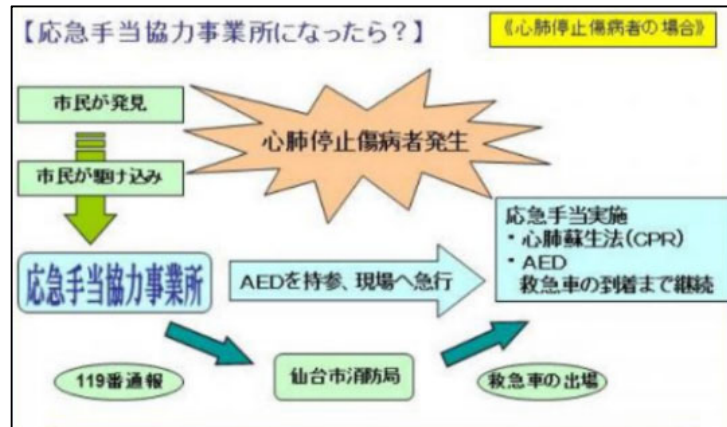 【応急手当協力事業所になったら？】
《心肺停止傷病者の場合》
市民が発見
心肺停止傷病者発生
市民が駆け込み
応急手当協力事業所
AEDを持参、現場へ急行
応急手当実施
・心肺蘇生法(CPR)
・AED
救急車の到着まで継続
119番通報
仙台市消防局
救急車の出場